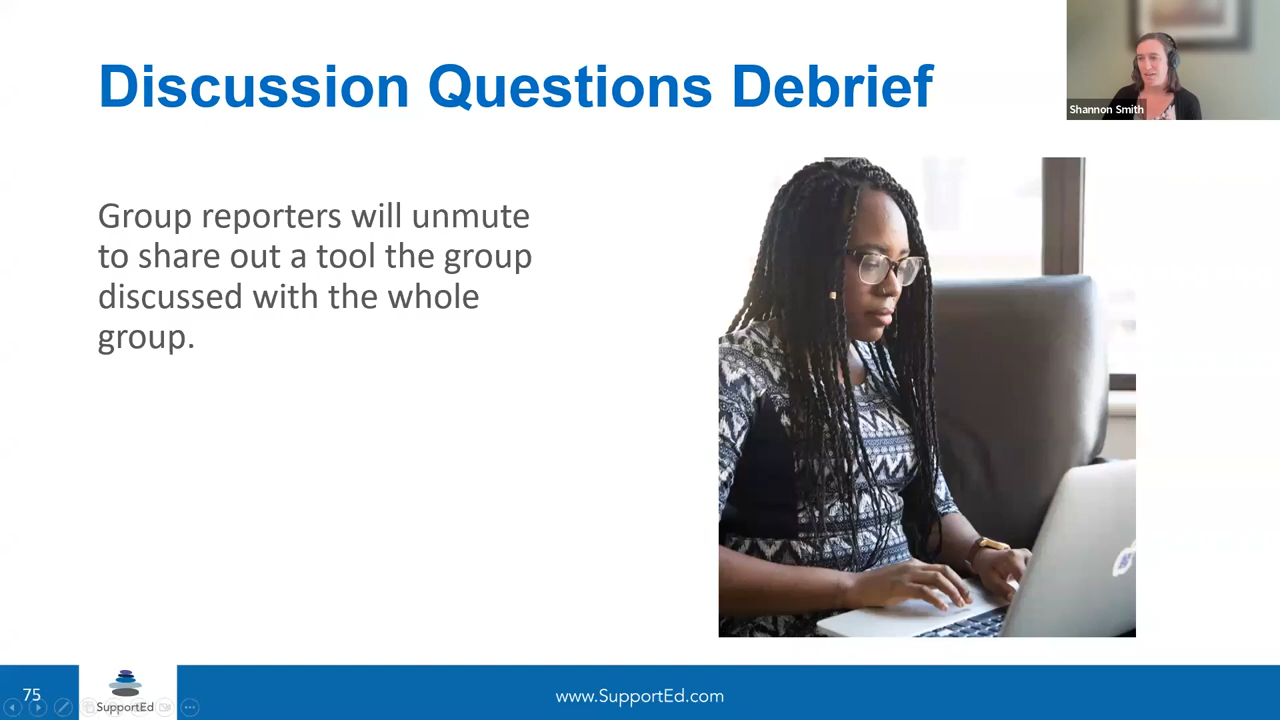 Discussion Questions Debrief
Shannon Smith
Group reporters will unmute
to share out a tool the group
discussed with the whole
group.
75
SupportEd
www.SupportEd.com